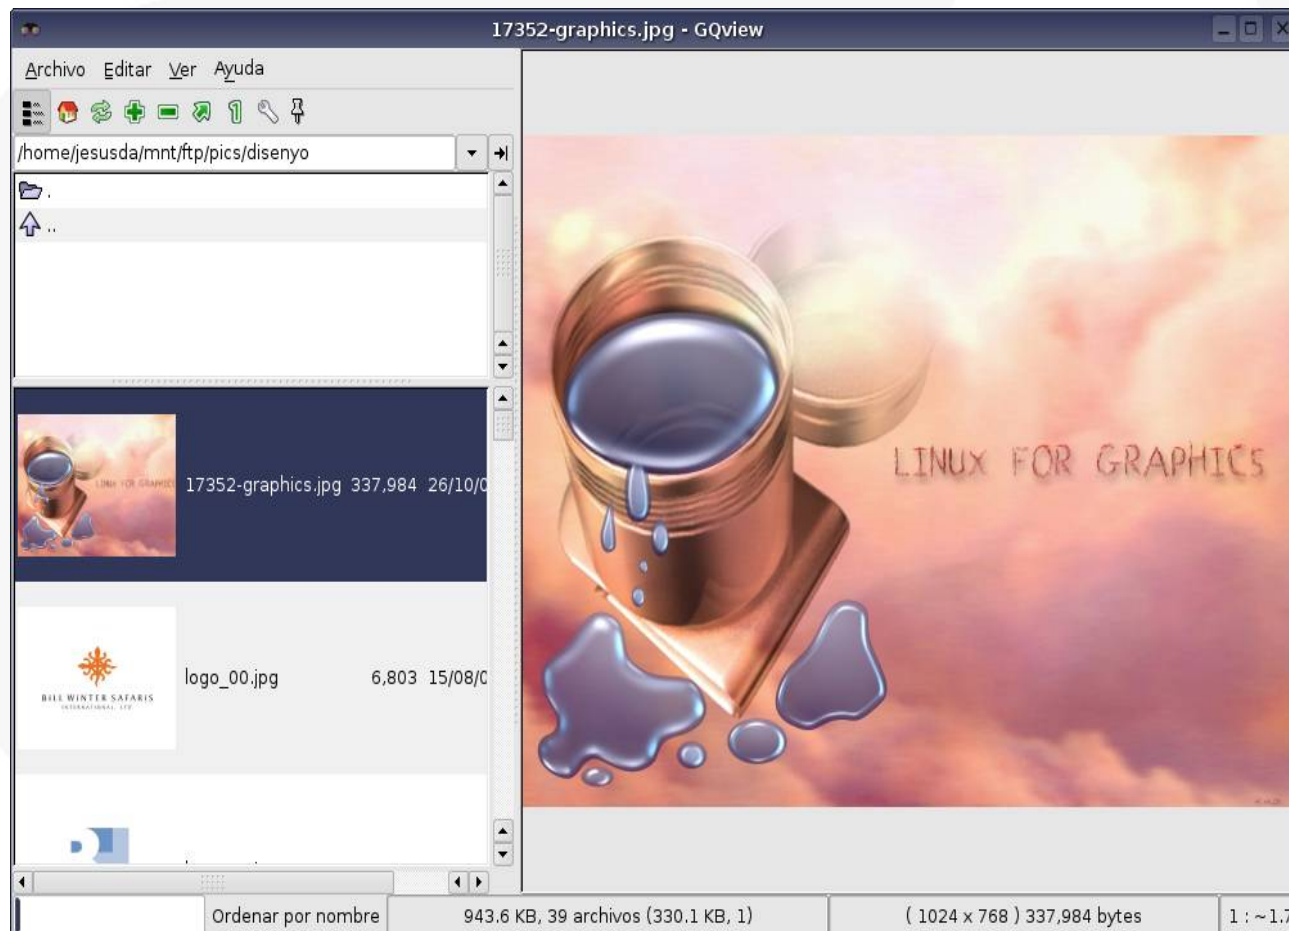 17352-graphics.jpg - GQview
Archivo Editar Ver Ayuda
/home/jesusda/mnt/ftp/pics/disenyo
.
..
LINUX FOR GRAPHICS
17352-graphics.jpg 337,984 26/10/0
BILL WINTER SAFARIS
INTERNATIONAL, LTD
logo_00.jpg 6,803 15/08/0
Ordenar por nombre 943.6 KB, 39 archivos (330.1 KB, 1) ( 1024 x 768 ) 337,984 bytes 1 : ~1.7